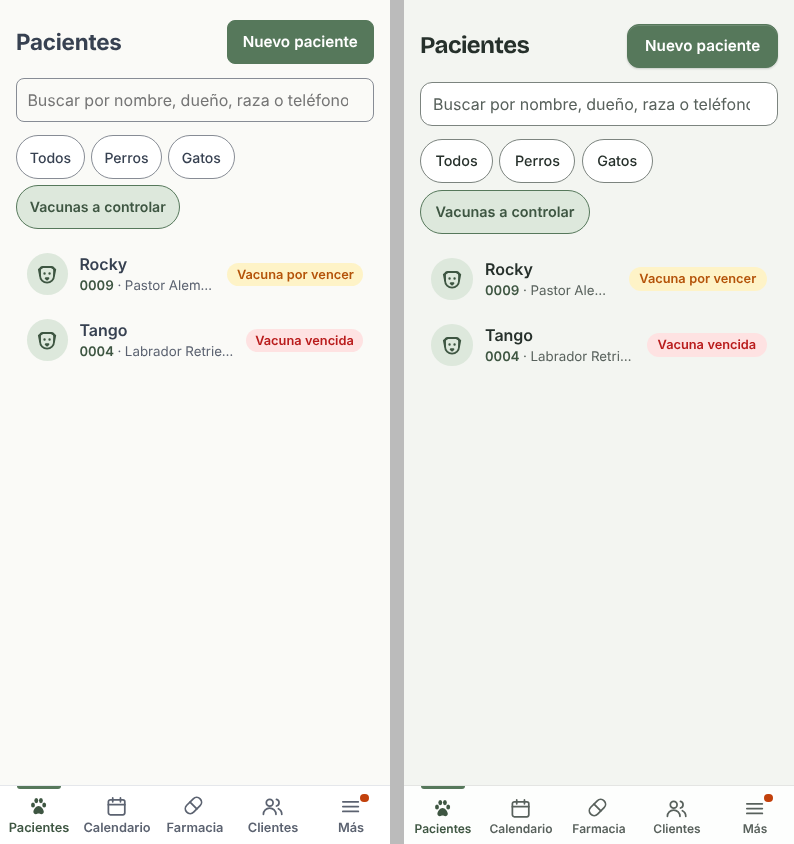 Pacientes
Nuevo paciente
Buscar por nombre, dueño, raza o teléfono
Todos
Perros
Gatos
Vacunas a controlar
Rocky
0009 · Pastor Alem...
Vacuna por vencer
Tango
0004 · Labrador Retrie...
Vacuna vencida
Pacientes
Calendario
Farmacia
Clientes
Más
Pacientes
Nuevo paciente
Buscar por nombre, dueño, raza o teléfono
Todos
Perros
Gatos
Vacunas a controlar
Rocky
0009 · Pastor Ale...
Vacuna por vencer
Tango
0004 · Labrador Retri...
Vacuna vencida
Pacientes
Calendario
Farmacia
Clientes
Más